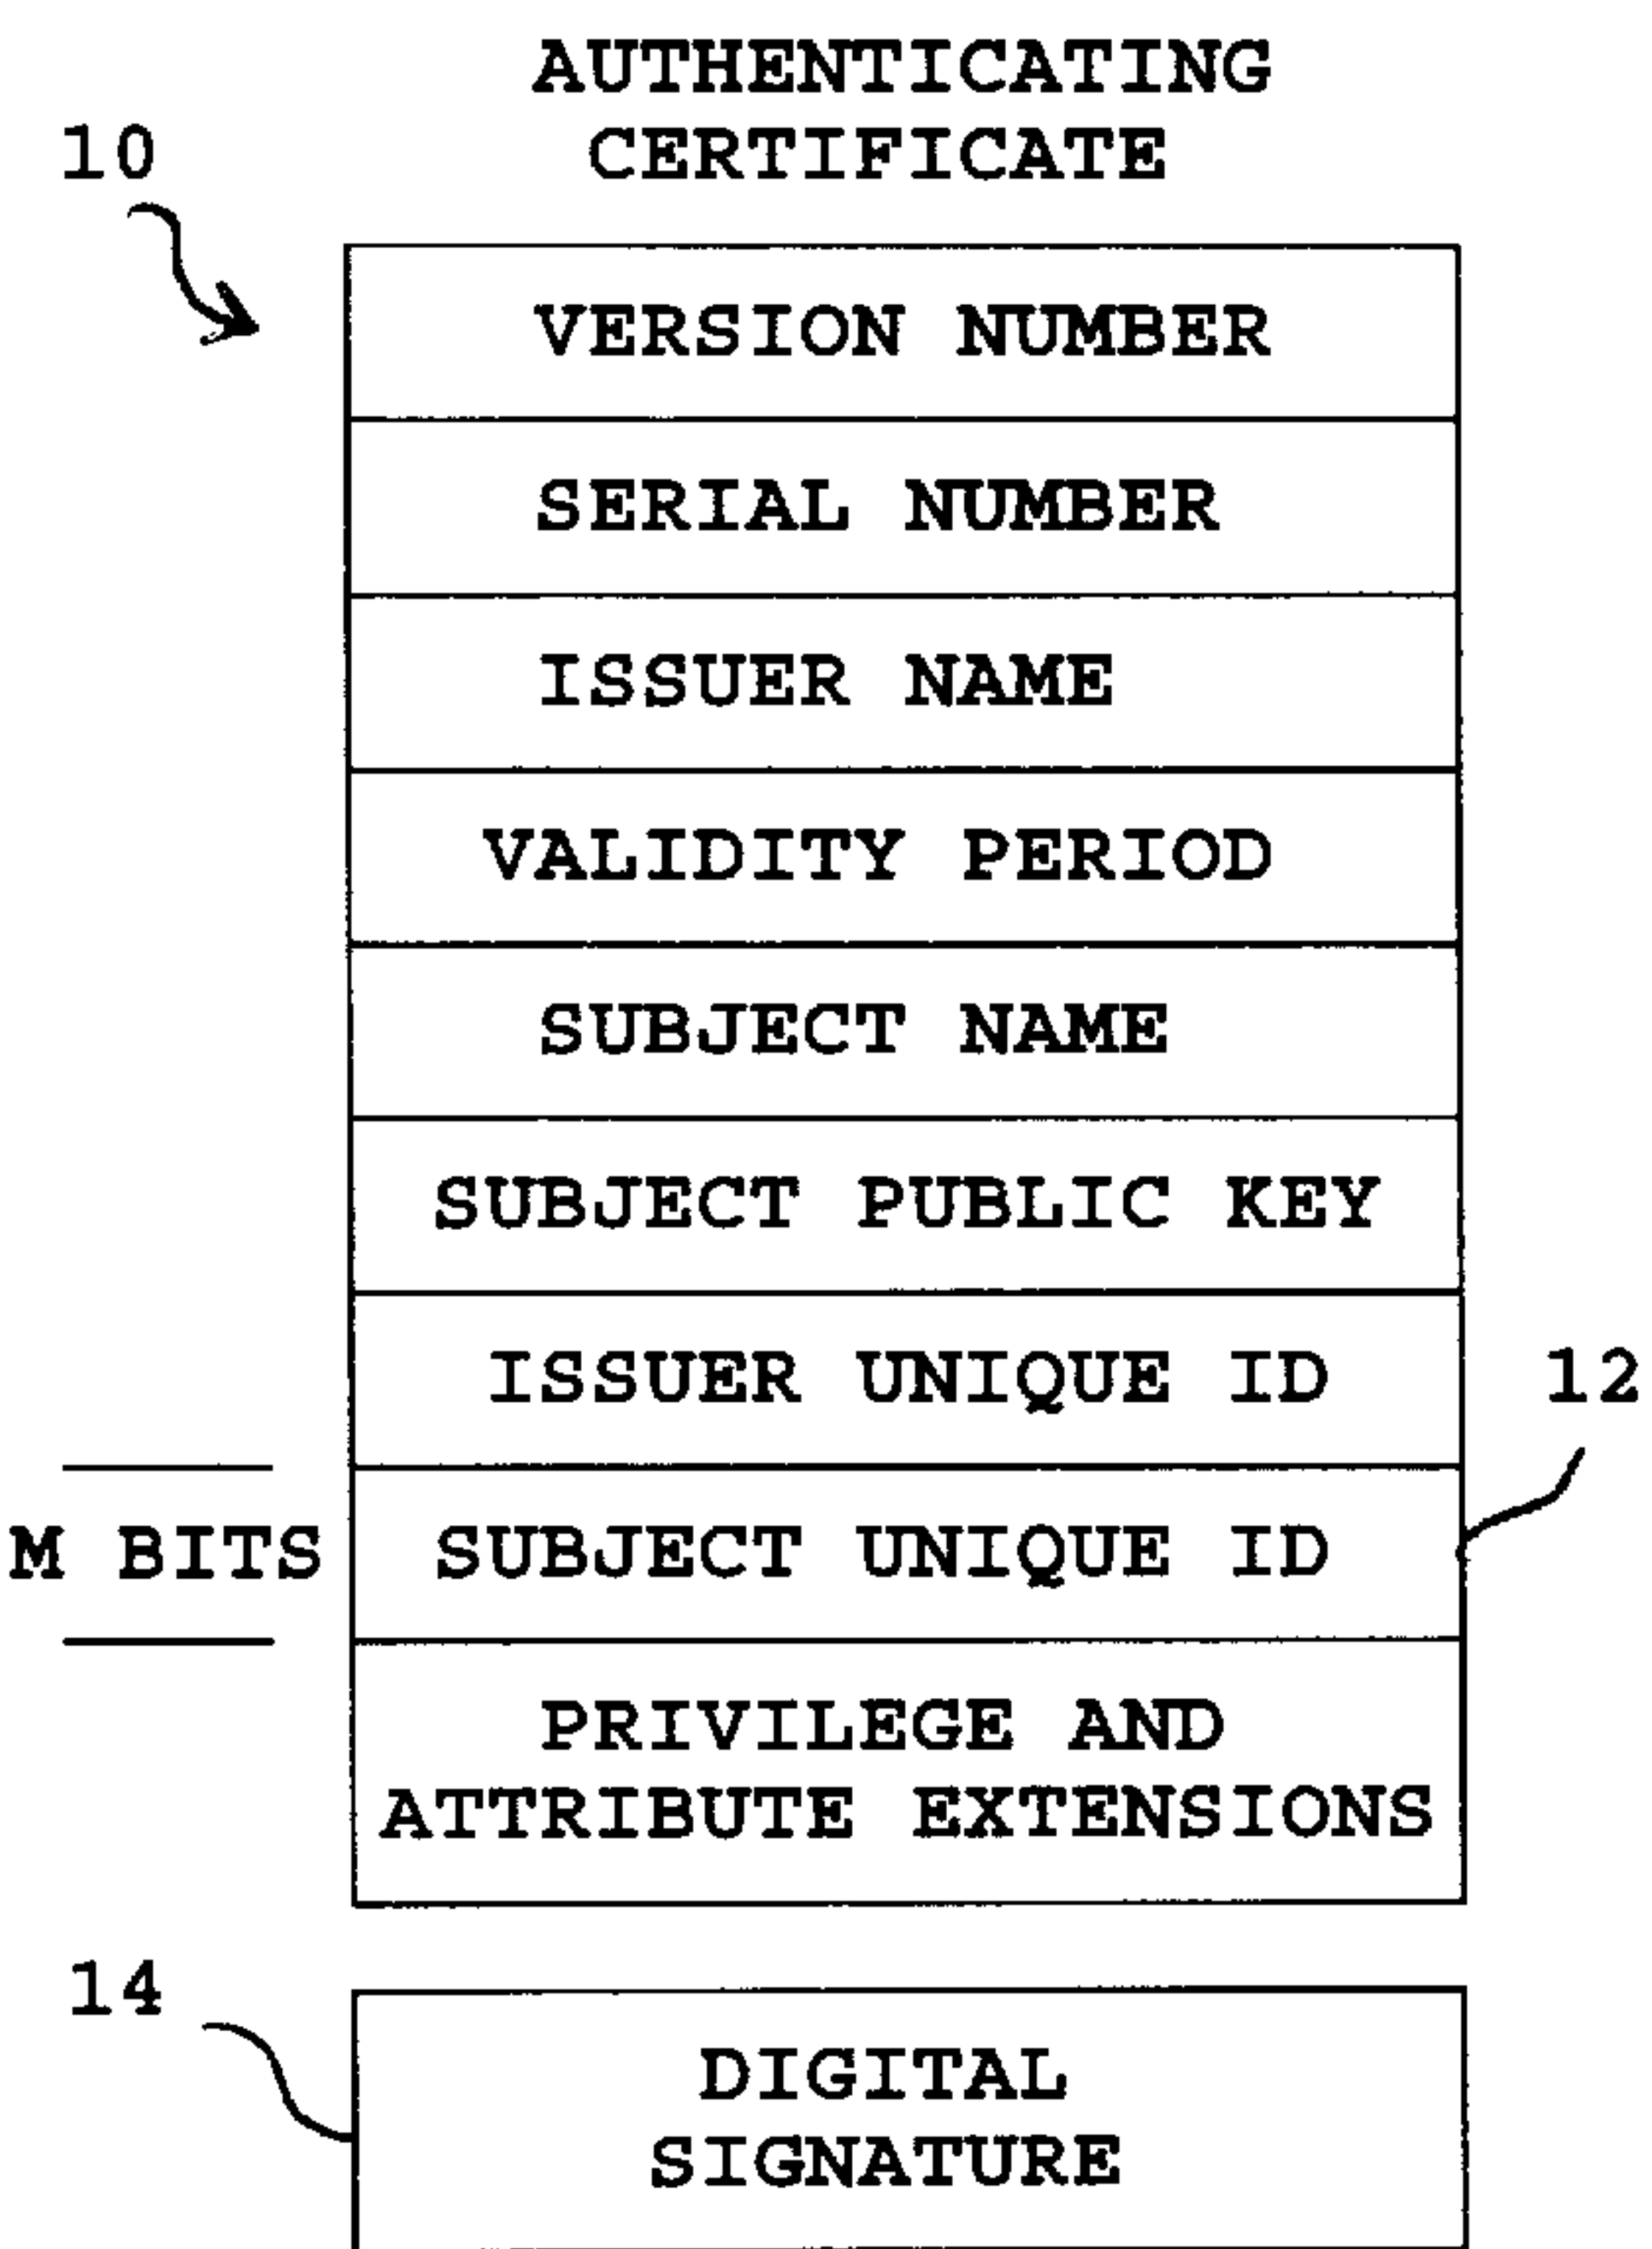 AUTHENTICATING
CERTIFICATE
10
VERSION NUMBER
SERIAL NUMBER
ISSUER NAME
VALIDITY PERIOD
SUBJECT NAME
SUBJECT PUBLIC KEY
ISSUER UNIQUE ID
12
M BITS
SUBJECT UNIQUE ID
PRIVILEGE AND
ATTRIBUTE EXTENSIONS
14
DIGITAL
SIGNATURE